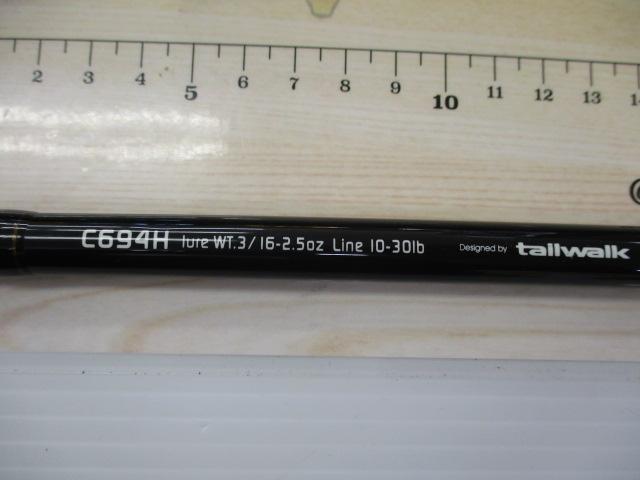 2 3 4 5 6 7 8 9 10 11 12 13
C694H lure WT.3/16-2.5oz Line 10-30lb Designed by tailwalk